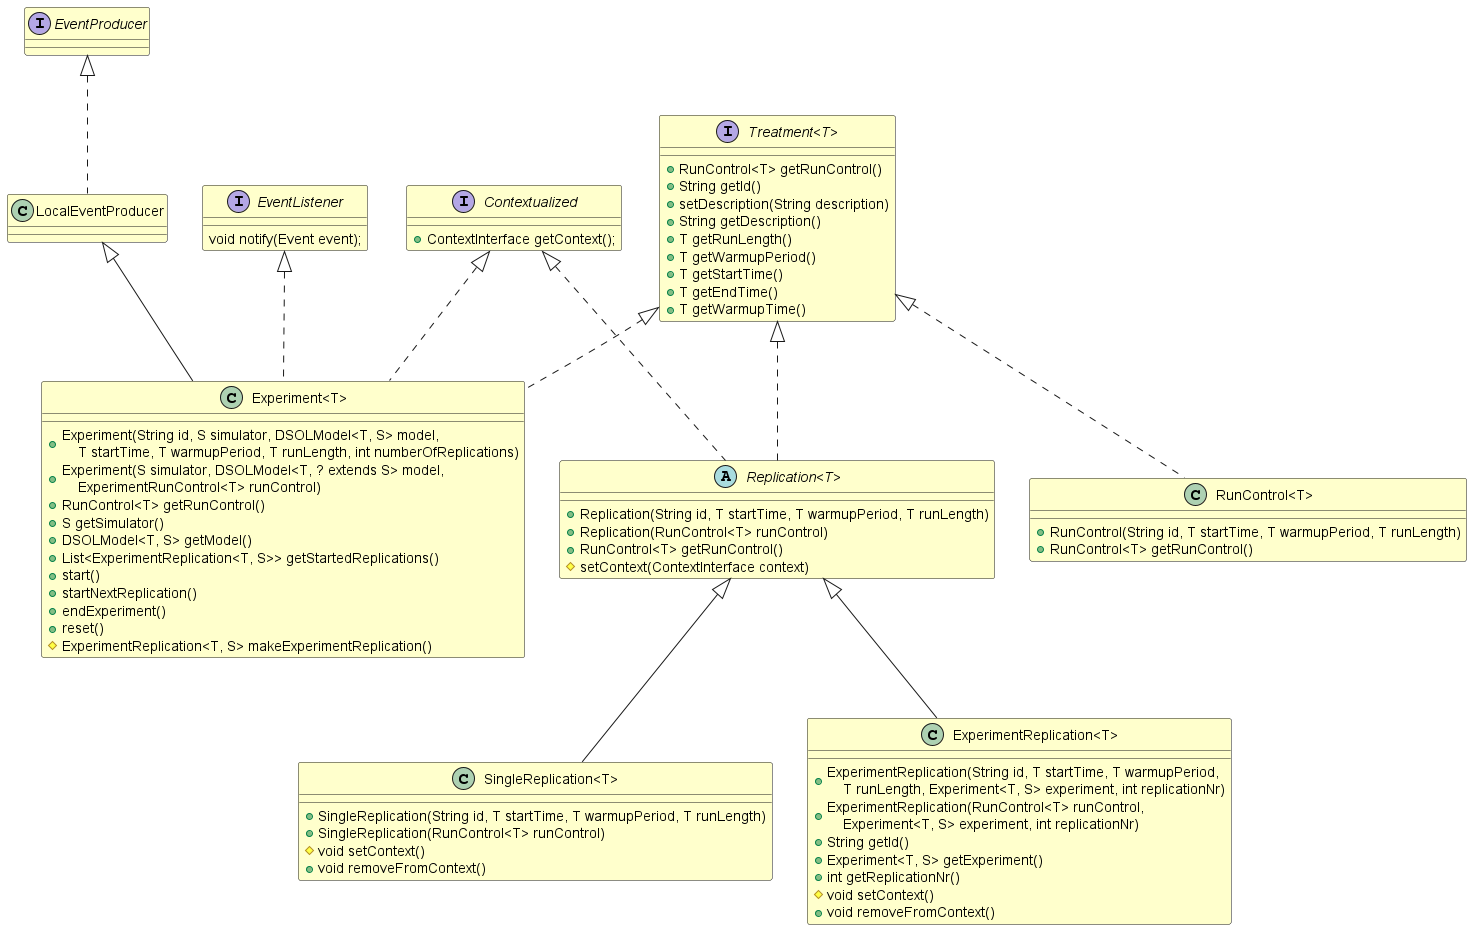 I EventProducer
C LocalEventProducer
I EventListener
void notify(Event event);
I Contextualized
ContextInterface getContext();
I Treatment<T>
RunControl<T> getRunControl()
String getId()
setDescription(String description)
String getDescription()
T getRunLength()
T getWarmupPeriod()
T getStartTime()
T getEndTime()
T getWarmupTime()
C Experiment<T>
Experiment(String id, S simulator, DSOLModel<T, S> model,
T startTime, T warmupPeriod, T runLength, int numberOfReplications)
Experiment(S simulator, DSOLModel<T, ? extends S> model,
ExperimentRunControl<T> runControl)
RunControl<T> getRunControl()
S getSimulator()
DSOLModel<T, S> getModel()
List<ExperimentReplication<T, S>> getStartedReplications()
start()
startNextReplication()
endExperiment()
reset()
ExperimentReplication<T, S> makeExperimentReplication()
A Replication<T>
Replication(String id, T startTime, T warmupPeriod, T runLength)
Replication(RunControl<T> runControl)
RunControl<T> getRunControl()
setContext(ContextInterface context)
C RunControl<T>
RunControl(String id, T startTime, T warmupPeriod, T runLength)
RunControl<T> getRunControl()
C SingleReplication<T>
SingleReplication(String id, T startTime, T warmupPeriod, T runLength)
SingleReplication(RunControl<T> runControl)
void setContext()
void removeFromContext()
C ExperimentReplication<T>
ExperimentReplication(String id, T startTime, T warmupPeriod,
T runLength, Experiment<T, S> experiment, int replicationNr)
ExperimentReplication(RunControl<T> runControl,
Experiment<T, S> experiment, int replicationNr)
String getId()
Experiment<T, S> getExperiment()
int getReplicationNr()
void setContext()
void removeFromContext()